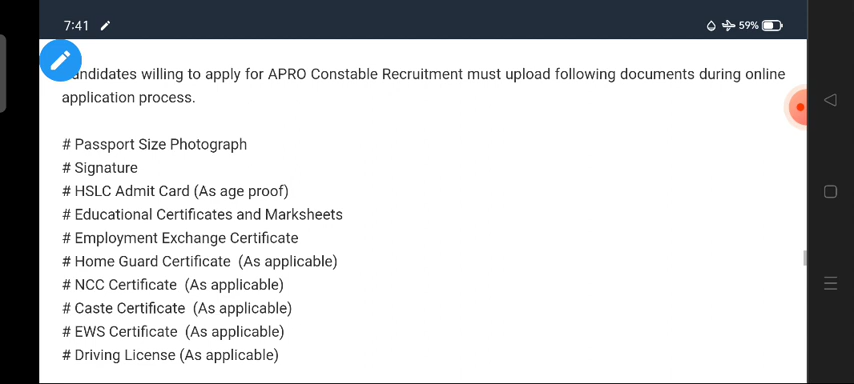 7:41
59%
andidates willing to apply for APRO Constable Recruitment must upload following documents during online
application process.
# Passport Size Photograph
# Signature
# HSLC Admit Card (As age proof)
# Educational Certificates and Marksheets
# Employment Exchange Certificate
# Home Guard Certificate (As applicable)
# NCC Certificate (As applicable)
# Caste Certificate (As applicable)
# EWS Certificate (As applicable)
# Driving License (As applicable)